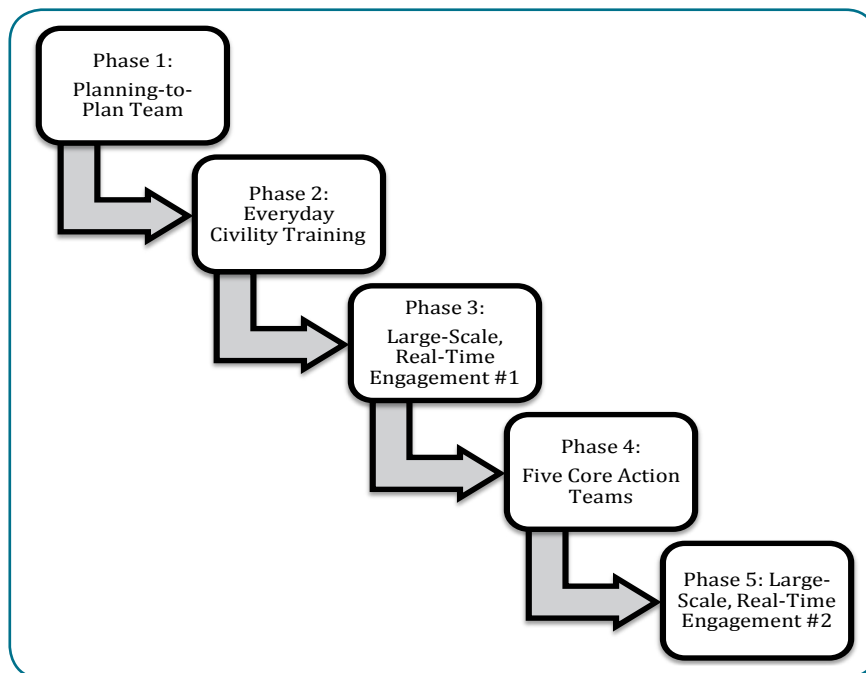 Phase 1:
Planning-to-
Plan Team
Phase 2:
Everyday
Civility Training
Phase 3:
Large-Scale,
Real-Time
Engagement #1
Phase 4:
Five Core Action
Teams
Phase 5: Large-
Scale, Real-Time
Engagement #2